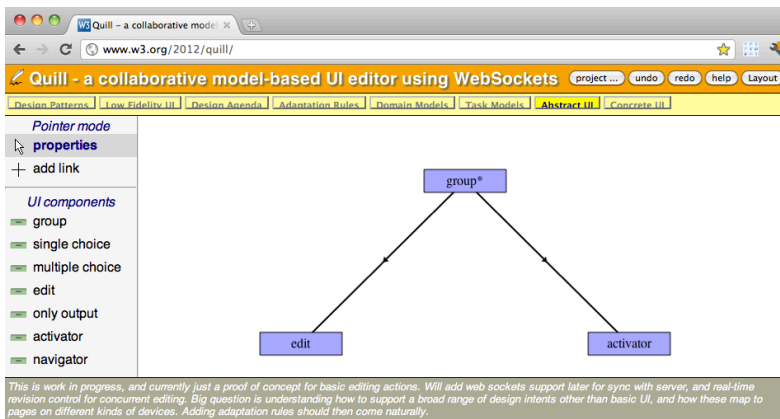 Quill - a collaborative model
www.w3.org/2012/quill/
Quill - a collaborative model-based UI editor using WebSockets project ... undo redo help Layout
Design Patterns Low Fidelity UI Design Agenda Adaptation Rules Domain Models Task Models Abstract UI Concrete UI
Pointer mode
properties
add link
UI components
group
single choice
multiple choice
edit
only output
activator
navigator
group*
edit
activator
This is work in progress, and currently just a proof of concept for basic editing actions. Will add web sockets support later for sync with server, and real-time
revision control for concurrent editing. Big question is understanding how to support a broad range of design intents other than basic UI, and how these map to
pages on different kinds of devices. Adding adaptation rules should then come naturally.